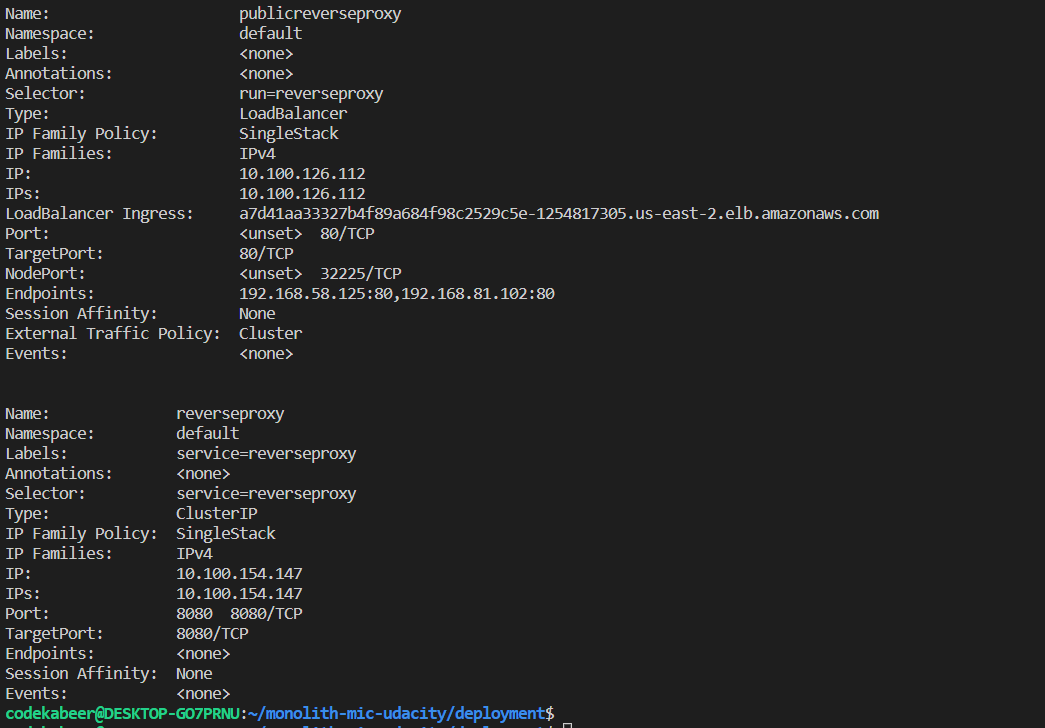 Name: publicreverseproxy
Namespace: default
Labels: <none>
Annotations: <none>
Selector: run=reverseproxy
Type: LoadBalancer
IP Family Policy: SingleStack
IP Families: IPv4
IP: 10.100.126.112
IPs: 10.100.126.112
LoadBalancer Ingress: a7d41aa33327b4f89a684f98c2529c5e-1254817305.us-east-2.elb.amazonaws.com
Port: <unset> 80/TCP
TargetPort: 80/TCP
NodePort: <unset> 32225/TCP
Endpoints: 192.168.58.125:80,192.168.81.102:80
Session Affinity: None
External Traffic Policy: Cluster
Events: <none>
Name: reverseproxy
Namespace: default
Labels: service=reverseproxy
Annotations: <none>
Selector: service=reverseproxy
Type: ClusterIP
IP Family Policy: SingleStack
IP Families: IPv4
IP: 10.100.154.147
IPs: 10.100.154.147
Port: 8080 8080/TCP
TargetPort: 8080/TCP
Endpoints: <none>
Session Affinity: None
Events: <none>
codekabeer@DESKTOP-GO7PRNU:~/monolith-mic-udacity/deployment$